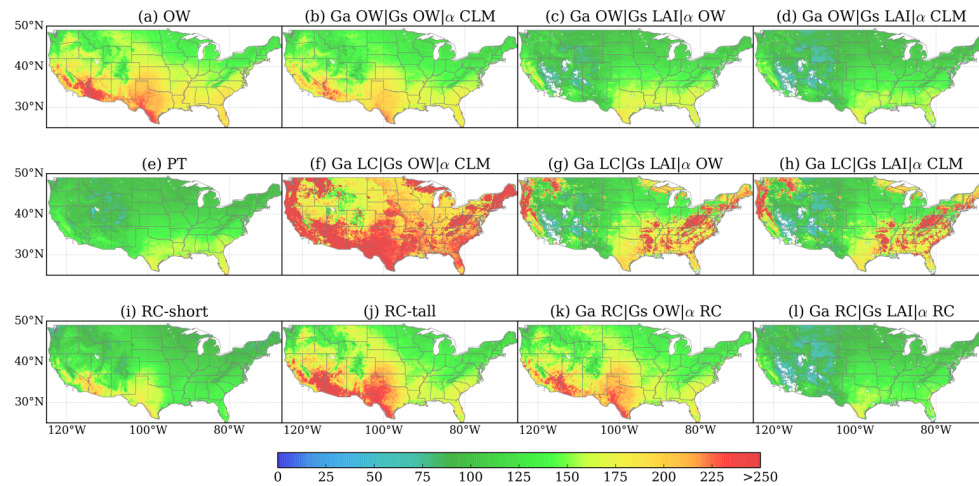 (a) OW
(b) Ga OW|Gs OW|α CLM
(c) Ga OW|Gs LAI|α OW
(d) Ga OW|Gs LAI|α CLM
50°N
40°N
30°N
(e) PT
(f) Ga LC|Gs OW|α CLM
(g) Ga LC|Gs LAI|α OW
(h) Ga LC|Gs LAI|α CLM
50°N
40°N
30°N
(i) RC-short
(j) RC-tall
(k) Ga RC|Gs OW|α RC
(l) Ga RC|Gs LAI|α RC
50°N
40°N
30°N
120°W 100°W 80°W 120°W 100°W 80°W 120°W 100°W 80°W 120°W 100°W 80°W
0 25 50 75 100 125 150 175 200 225 >250